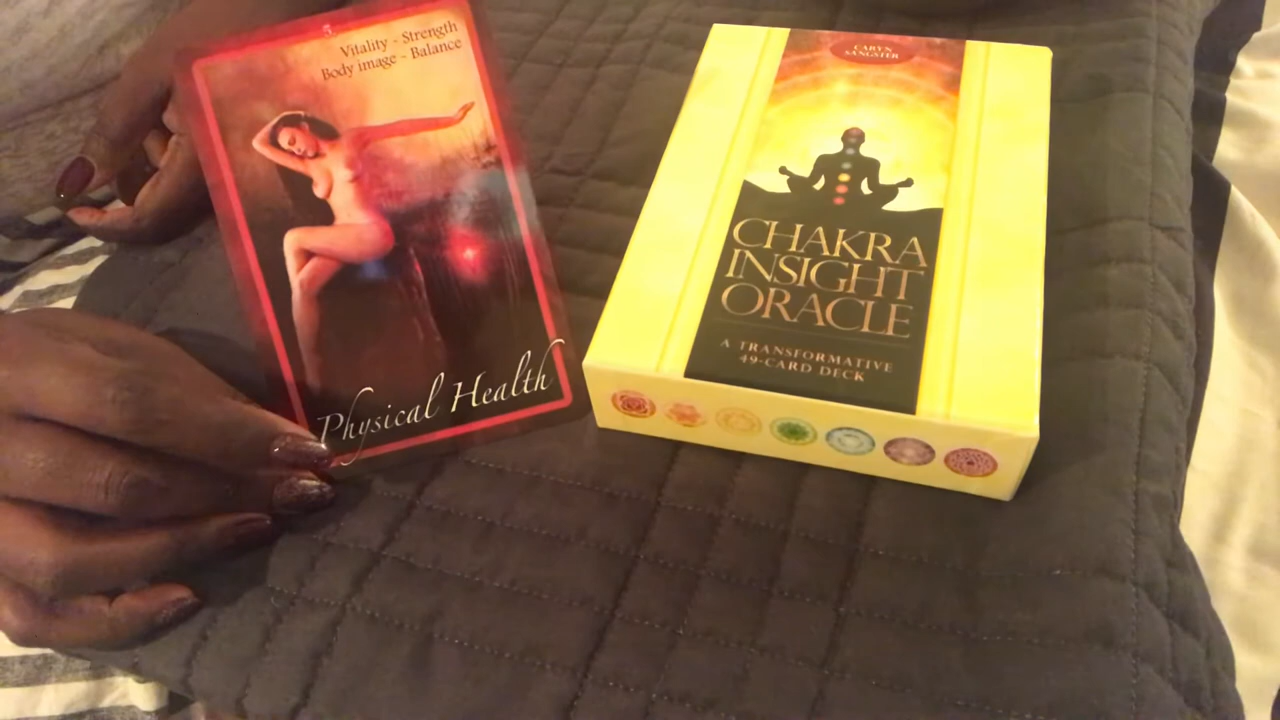 5
Vitality - Strength
Body image - Balance
Physical Health
CARYN
SANGSTER
CHAKRA
INSIGHT
ORACLE
A TRANSFORMATIVE
49-CARD DECK